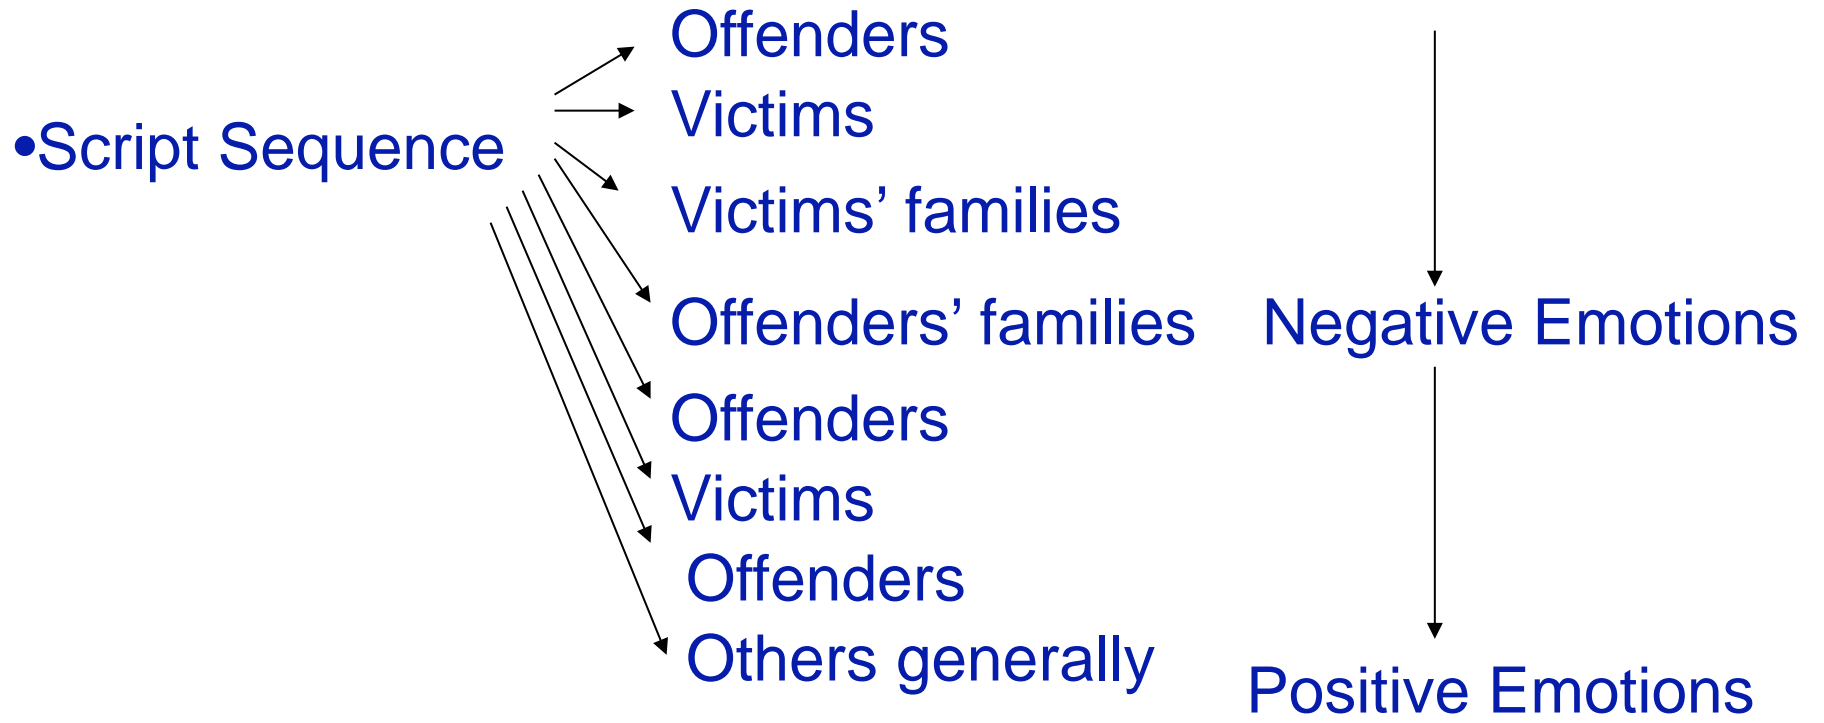 Offenders
Victims
•Script Sequence
Victims’ families
Offenders’ families
Negative Emotions
Offenders
Victims
Offenders
Others generally
Positive Emotions